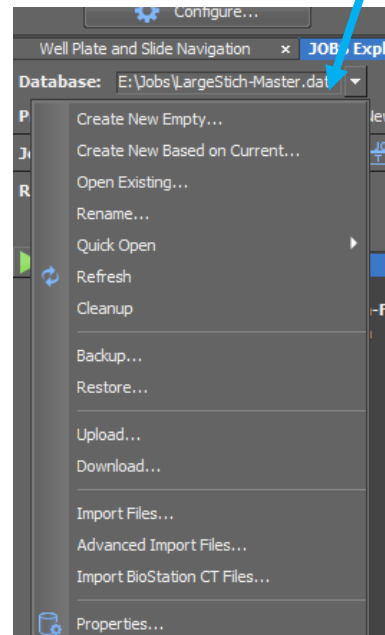 Configure...
Well Plate and Slide Navigation x JOBS Expl
Database: E:\Jobs\LargeStich-Master.dat
Create New Empty...
Create New Based on Current...
Open Existing...
Rename...
Quick Open
Refresh
Cleanup
Backup...
Restore...
Upload...
Download...
Import Files...
Advanced Import Files...
Import BioStation CT Files...
Properties...